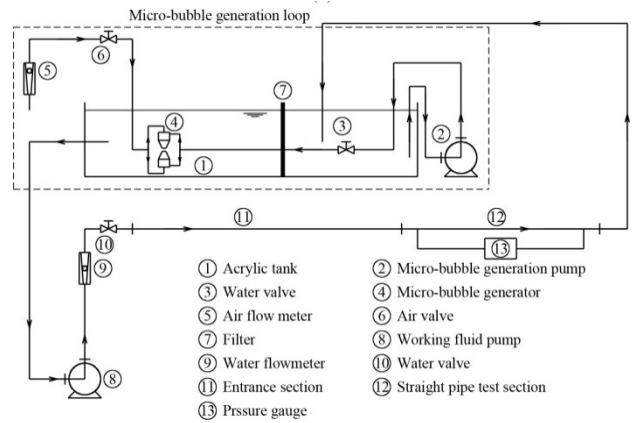 Micro-bubble generation loop
⑥
⑤
⑦
④
③
②
①
⑪
⑫
⑩
⑬
⑨
⑧
① Acrylic tank ② Micro-bubble generation pump
③ Water valve ④ Micro-bubble generator
⑤ Air flow meter ⑥ Air valve
⑦ Filter ⑧ Working fluid pump
⑨ Water flowmeter ⑩ Water valve
⑪ Entrance section ⑫ Straight pipe test section
⑬ Prssure gauge